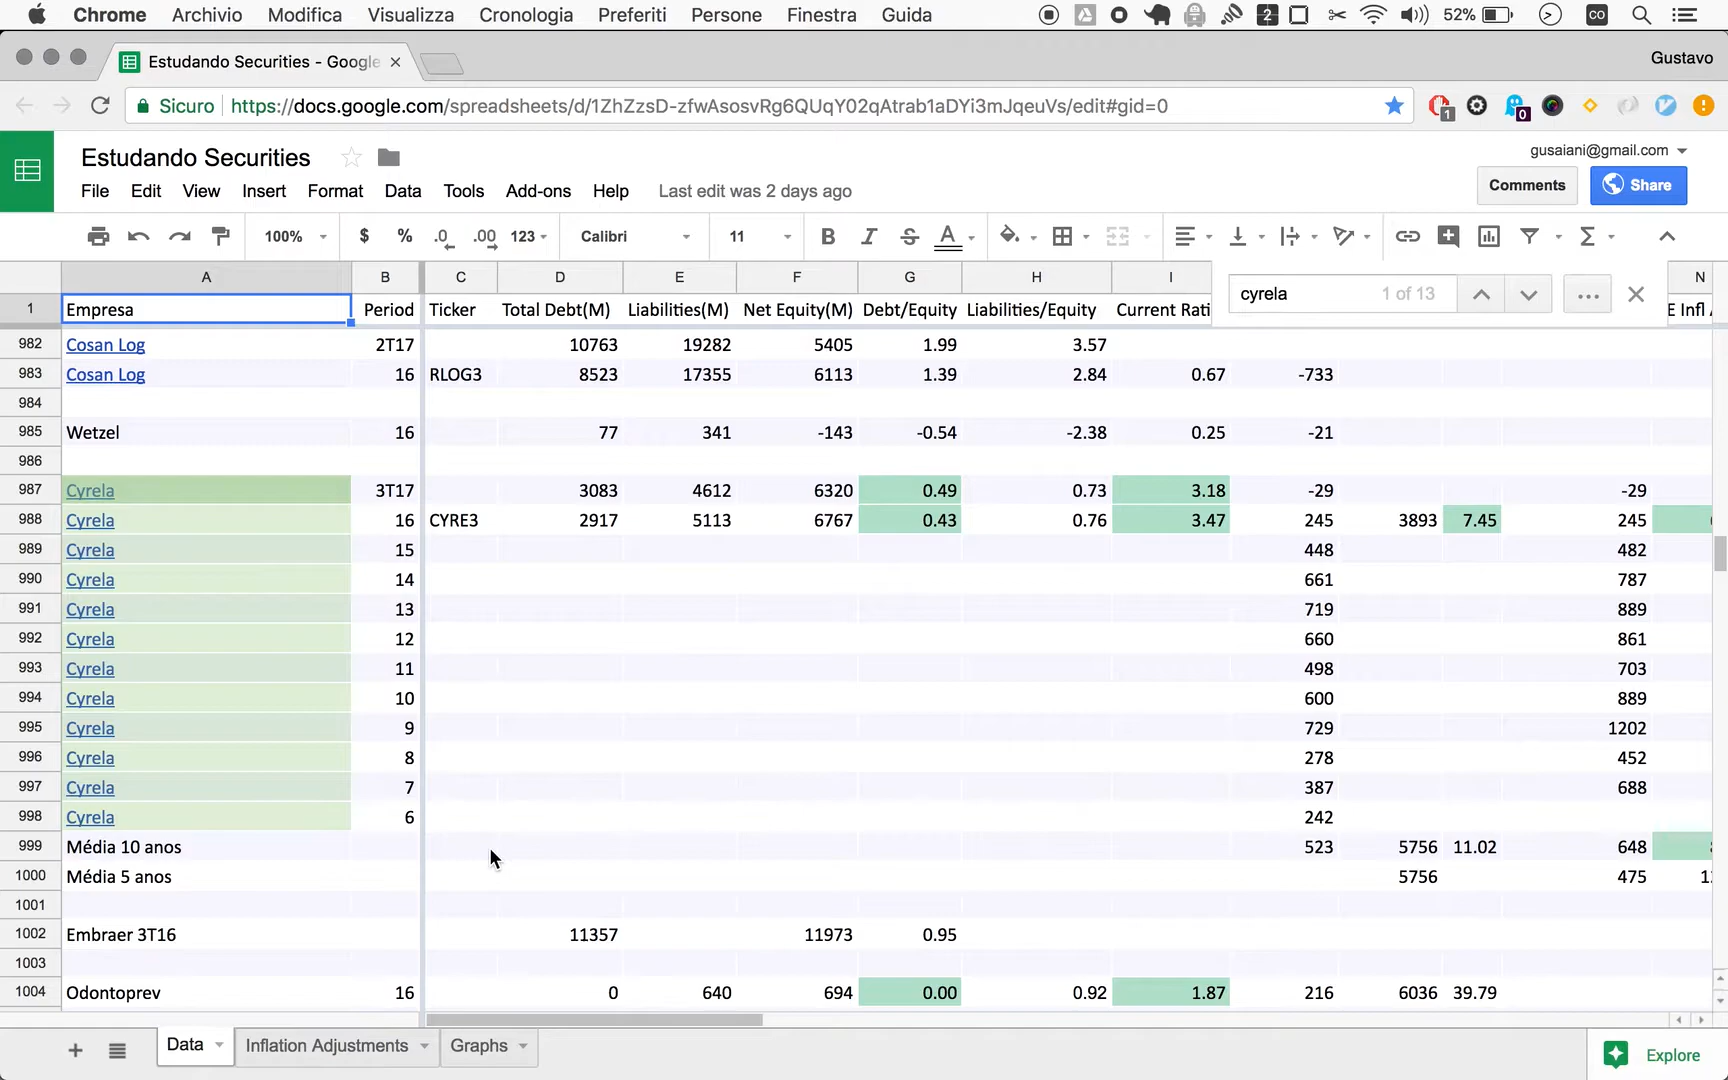 Chrome Archivio Modifica Visualizza Cronologia Preferiti Persone Finestra Guida 2 52% CO
Estudando Securities - Google Gustavo
Sicuro https://docs.google.com/spreadsheets/d/1ZhZzsD-zfwAsosvRg6QUqY02qAtrab1aDYi3mJqeuVs/edit#gid=0 1 0
Estudando Securities gusaiani@gmail.com
File Edit View Insert Format Data Tools Add-ons Help Last edit was 2 days ago Comments Share
100% $ % .0 .00 123 Calibri 11 B I S A Σ
A B C D E F G H I N
cyrela 1 of 13
1 Empresa Period Ticker Total Debt(M) Liabilities(M) Net Equity(M) Debt/Equity Liabilities/Equity Current Rati E Infl
982 Cosan Log 2T17 10763 19282 5405 1.99 3.57
983 Cosan Log 16 RLOG3 8523 17355 6113 1.39 2.84 0.67 -733
984
985 Wetzel 16 77 341 -143 -0.54 -2.38 0.25 -21
986
987 Cyrela 3T17 3083 4612 6320 0.49 0.73 3.18 -29 -29
988 Cyrela 16 CYRE3 2917 5113 6767 0.43 0.76 3.47 245 3893 7.45 245
989 Cyrela 15 448 482
990 Cyrela 14 661 787
991 Cyrela 13 719 889
992 Cyrela 12 660 861
993 Cyrela 11 498 703
994 Cyrela 10 600 889
995 Cyrela 9 729 1202
996 Cyrela 8 278 452
997 Cyrela 7 387 688
998 Cyrela 6 242
999 Média 10 anos 523 5756 11.02 648
1000 Média 5 anos 5756 475
1001
1002 Embraer 3T16 11357 11973 0.95
1003
1004 Odontoprev 16 0 640 694 0.00 0.92 1.87 216 6036 39.79
Data Inflation Adjustments Graphs Explore